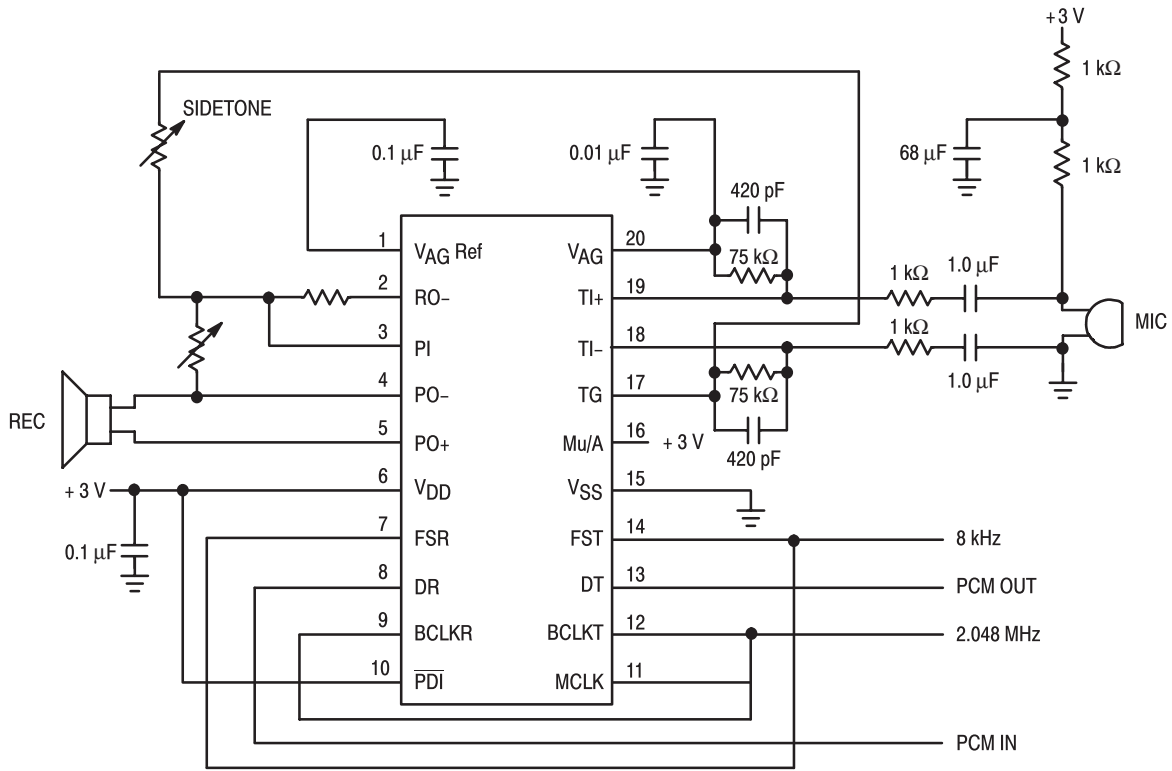 + 3 V
1 kΩ
SIDETONE
0.1 μF
0.01 μF
68 μF
1 kΩ
420 pF
1
VAG Ref
VAG
20
75 kΩ
1 kΩ
1.0 μF
2
RO–
TI+
19
3
PI
TI–
18
1 kΩ
MIC
1.0 μF
4
PO–
TG
17
75 kΩ
REC
5
PO+
Mu/A
16
+ 3 V
420 pF
+ 3 V
6
VDD
VSS
15
7
FSR
FST
14
8 kHz
0.1 μF
8
DR
DT
13
PCM OUT
9
BCLKR
BCLKT
12
2.048 MHz
10
PDI
MCLK
11
PCM IN